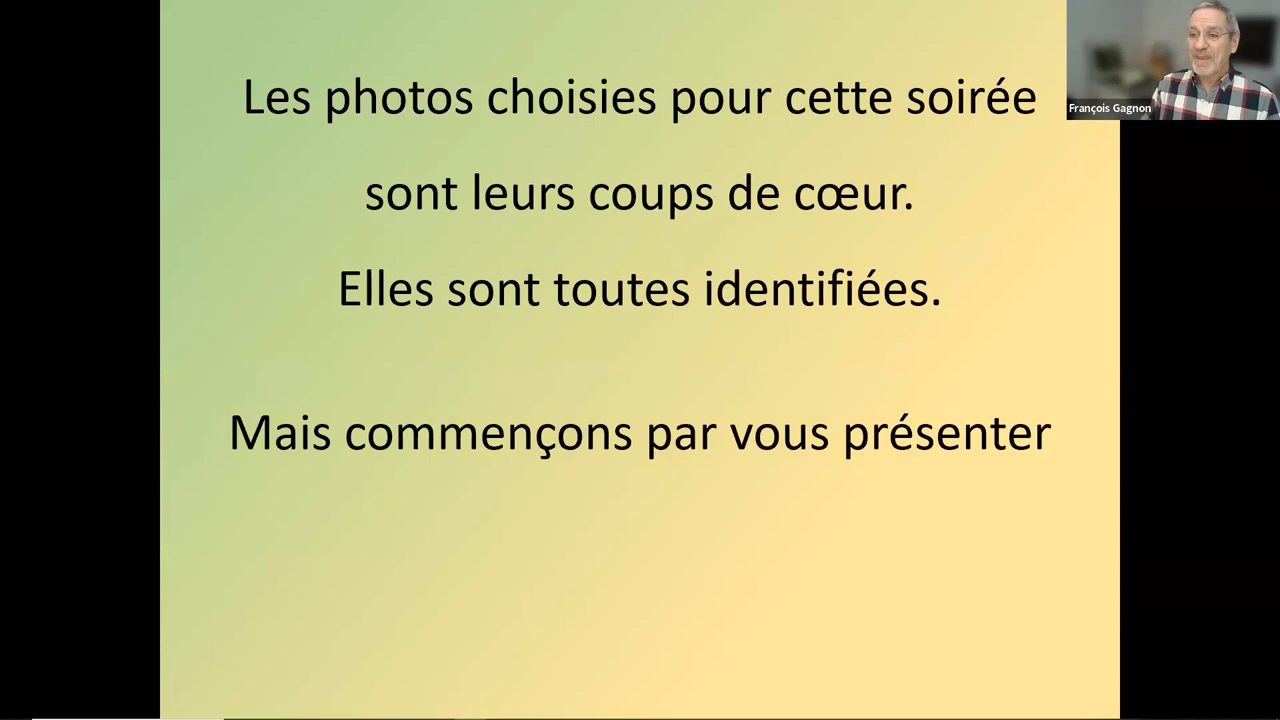 Les photos choisies pour cette soirée
sont leurs coups de cœur.
Elles sont toutes identifiées.
Mais commençons par vous présenter
François Gagnon